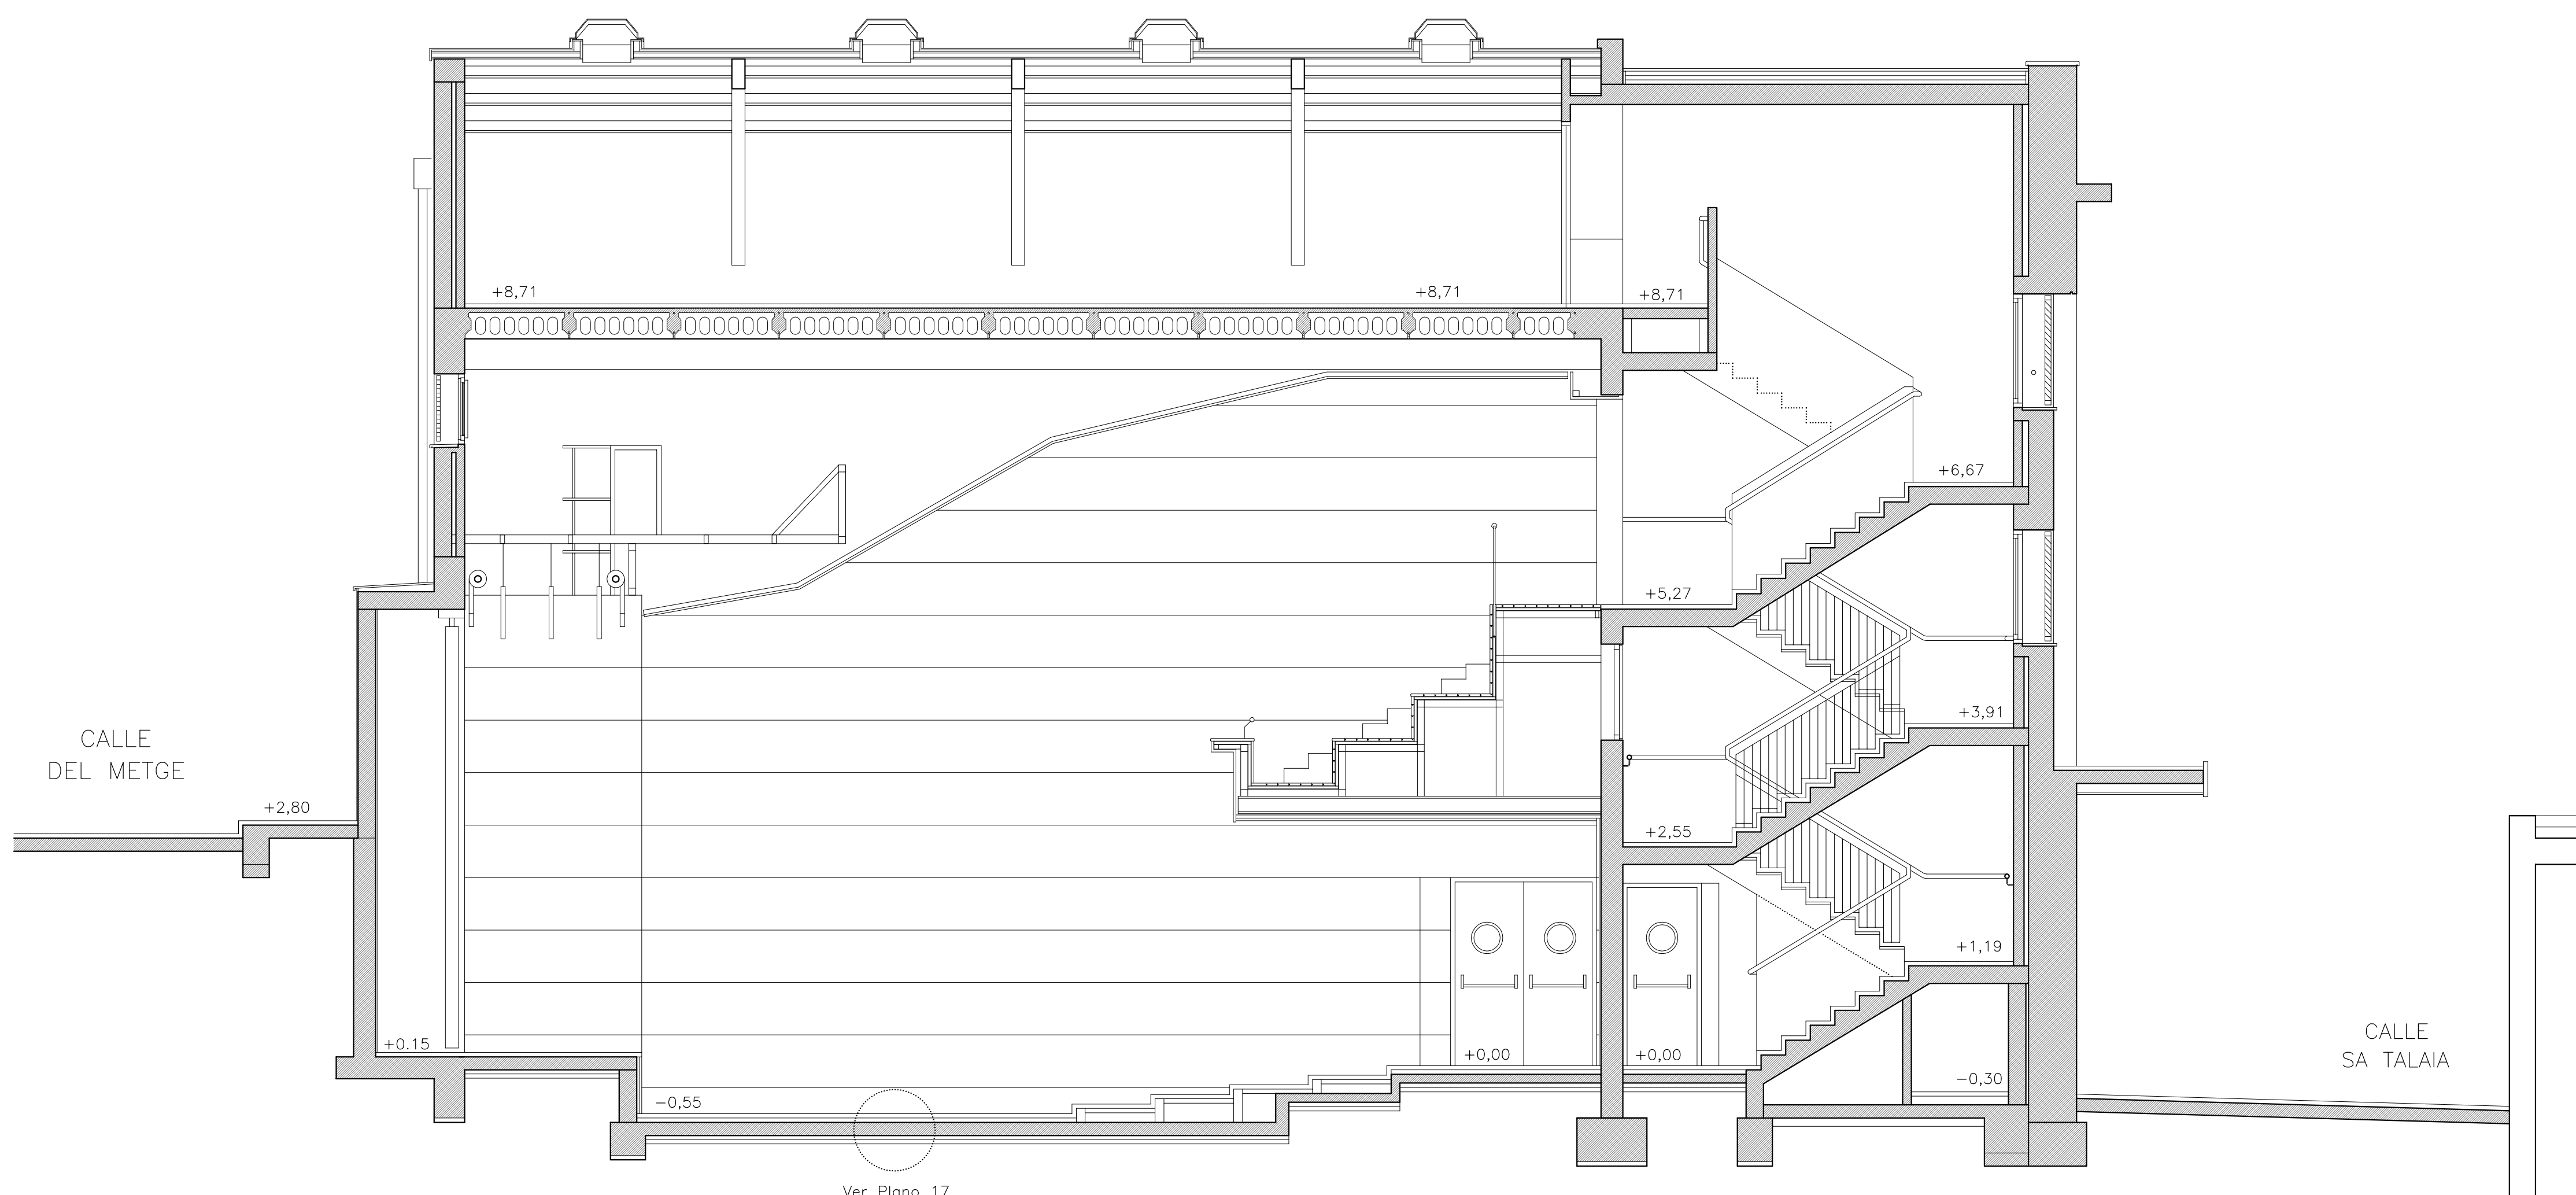 +8,71
+8,71
+8,71
+6,67
+5,27
+3,91
CALLE
DEL METGE
+2,80
+2,55
+1,19
CALLE
SA TALAIA
+0.15
+0,00
+0,00
-0,30
-0,55
Ver Plano 17